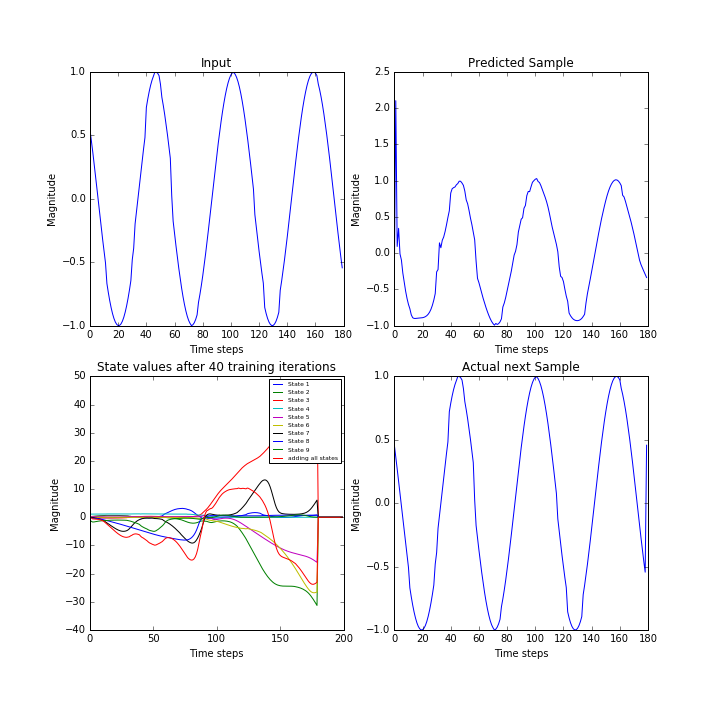 Input
Magnitude
1.0
0.5
0.0
−0.5
−1.0
0 20 40 60 80 100 120 140 160 180
Time steps
Predicted Sample
Magnitude
2.5
2.0
1.5
1.0
0.5
0.0
−0.5
−1.0
0 20 40 60 80 100 120 140 160 180
Time steps
State values after 40 training iterations
Magnitude
50
40
30
20
10
0
−10
−20
−30
−40
0 50 100 150 200
Time steps
State 1
State 2
State 3
State 4
State 5
State 6
State 7
State 8
State 9
adding all states
Actual next Sample
Magnitude
1.0
0.5
0.0
−0.5
−1.0
0 20 40 60 80 100 120 140 160 180
Time steps